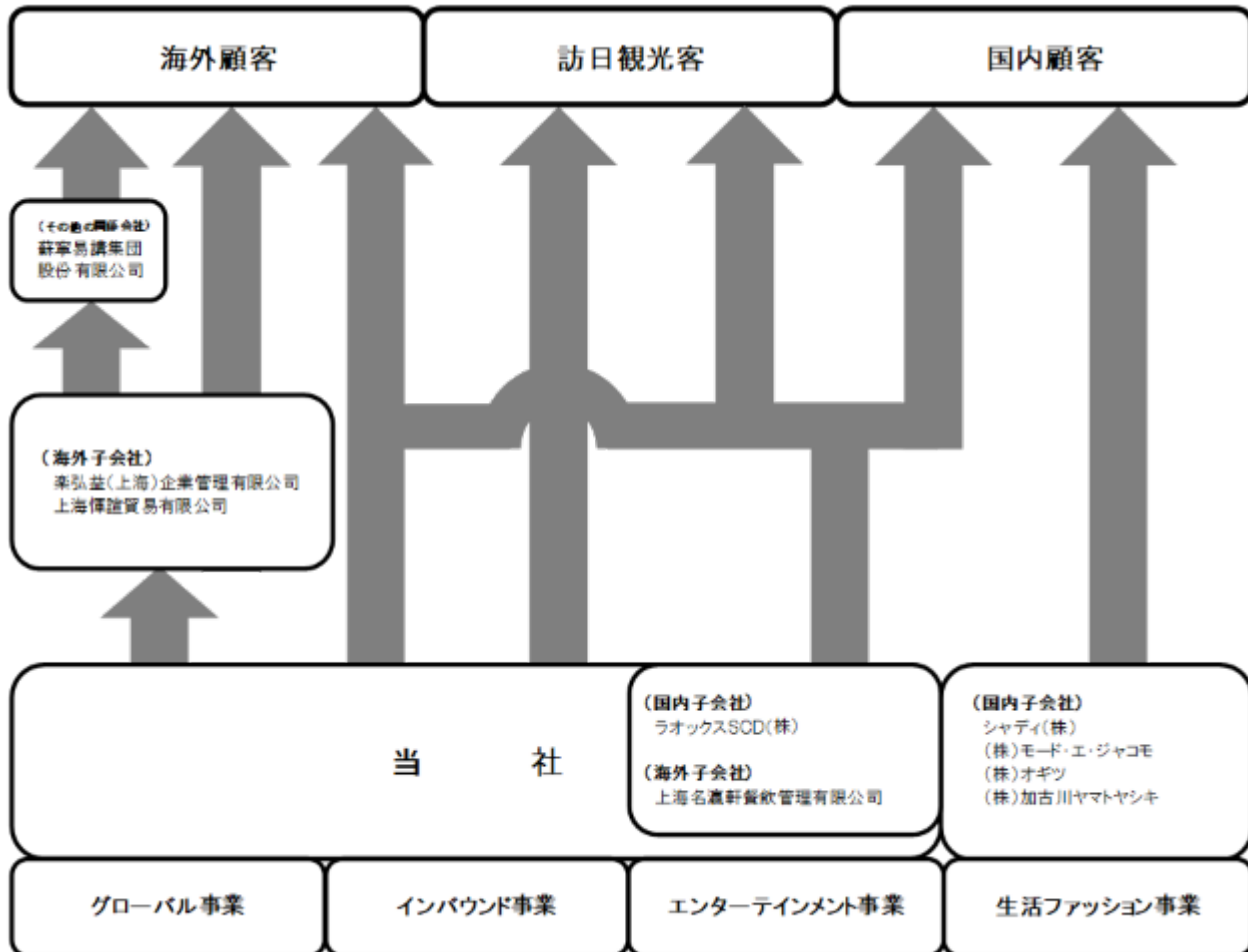 海外顧客
訪日観光客
国内顧客
(その他の関係会社)
蘇寧易購集団
股份有限公司
(海外子会社)
楽弘益(上海)企業管理有限公司
上海憚諠貿易有限公司
当 社
(国内子会社)
ラオックスSCD(株)
(海外子会社)
上海名瀛軒餐飲管理有限公司
(国内子会社)
シャディ(株)
(株)モード・エ・ジャコモ
(株)オギツ
(株)加古川ヤマトヤシキ
グローバル事業
インバウンド事業
エンターテインメント事業
生活ファッション事業